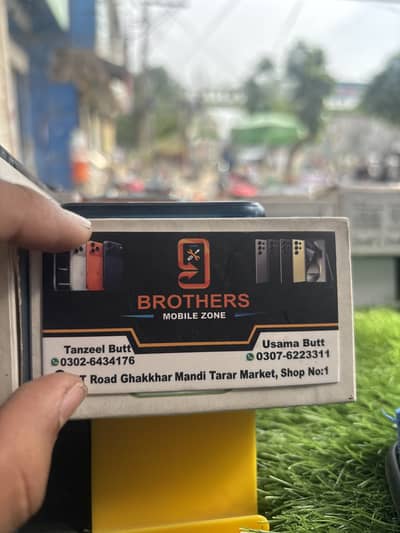 BROTHERS
MOBILE ZONE
Tanzeel Butt
0302-6434176
Usama Butt
0307-6223311
T Road Ghakkhar Mandi Tarar Market, Shop No:1